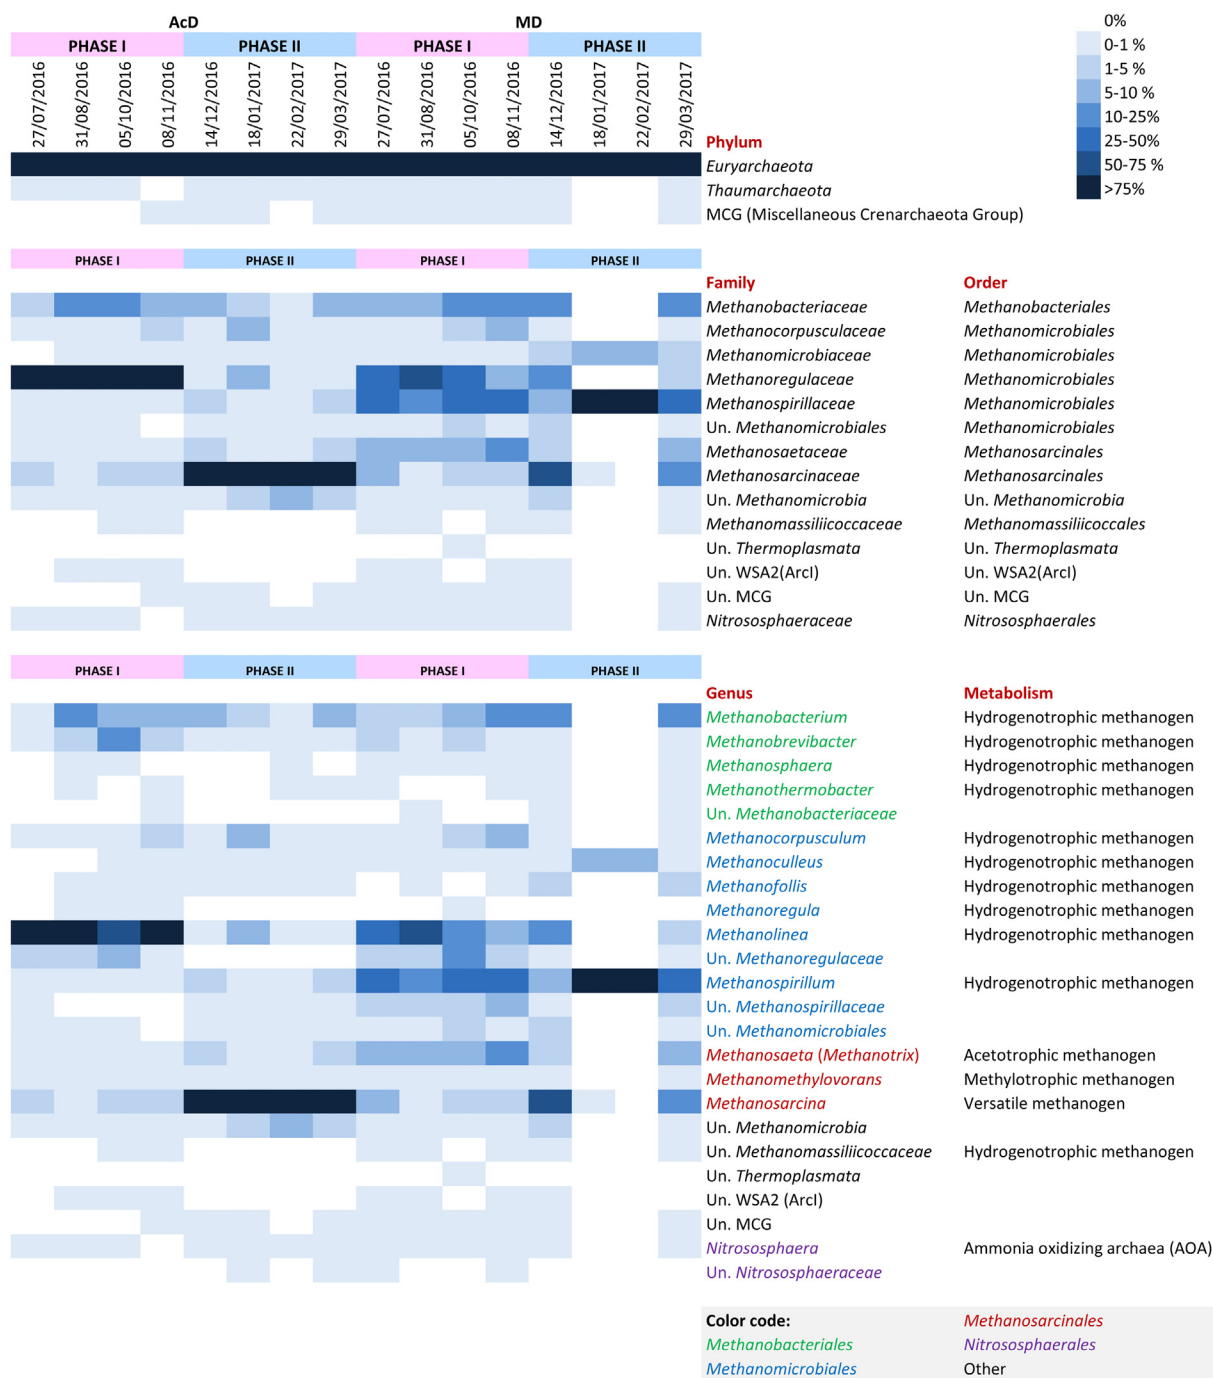 AcD MD
PHASE I PHASE II PHASE I PHASE II
27/07/2016 31/08/2016 05/10/2016 08/11/2016 14/12/2016 18/01/2017 22/02/2017 29/03/2017 27/07/2016 31/08/2016 05/10/2016 08/11/2016 14/12/2016 18/01/2017 22/02/2017 29/03/2017
0%
0-1 %
1-5 %
5-10 %
10-25%
25-50%
50-75 %
>75%
Phylum
Euryarchaeota
Thaumarchaeota
MCG (Miscellaneous Crenarchaeota Group)
PHASE I PHASE II PHASE I PHASE II
Family Order
Methanobacteriaceae Methanobacteriales
Methanocorpusculaceae Methanomicrobiales
Methanomicrobiaceae Methanomicrobiales
Methanoregulaceae Methanomicrobiales
Methanospirillaceae Methanomicrobiales
Un. Methanomicrobiales Methanomicrobiales
Methanosaetaceae Methanosarcinales
Methanosarcinaceae Methanosarcinales
Un. Methanomicrobia Un. Methanomicrobia
Methanomassiliicoccaceae Methanomassiliicoccales
Un. Thermoplasmata Un. Thermoplasmata
Un. WSA2(ArcI) Un. WSA2(ArcI)
Un. MCG Un. MCG
Nitrososphaeraceae Nitrososphaerales
PHASE I PHASE II PHASE I PHASE II
Genus Metabolism
Methanobacterium Hydrogenotrophic methanogen
Methanobrevibacter Hydrogenotrophic methanogen
Methanosphaera Hydrogenotrophic methanogen
Methanothermobacter Hydrogenotrophic methanogen
Un. Methanobacteriaceae
Methanocorpusculum Hydrogenotrophic methanogen
Methanoculleus Hydrogenotrophic methanogen
Methanofollis Hydrogenotrophic methanogen
Methanoregula Hydrogenotrophic methanogen
Methanolinea Hydrogenotrophic methanogen
Un. Methanoregulaceae
Methanospirillum Hydrogenotrophic methanogen
Un. Methanospirillaceae
Un. Methanomicrobiales
Methanosaeta (Methanotrix) Acetotrophic methanogen
Methanomethylovorans Methylotrophic methanogen
Methanosarcina Versatile methanogen
Un. Methanomicrobia
Un. Methanomassiliicoccaceae Hydrogenotrophic methanogen
Un. Thermoplasmata
Un. WSA2 (ArcI)
Un. MCG
Nitrososphaera Ammonia oxidizing archaea (AOA)
Un. Nitrososphaeraceae
Color code: Methanosarcinales
Methanobacteriales Nitrososphaerales
Methanomicrobiales Other